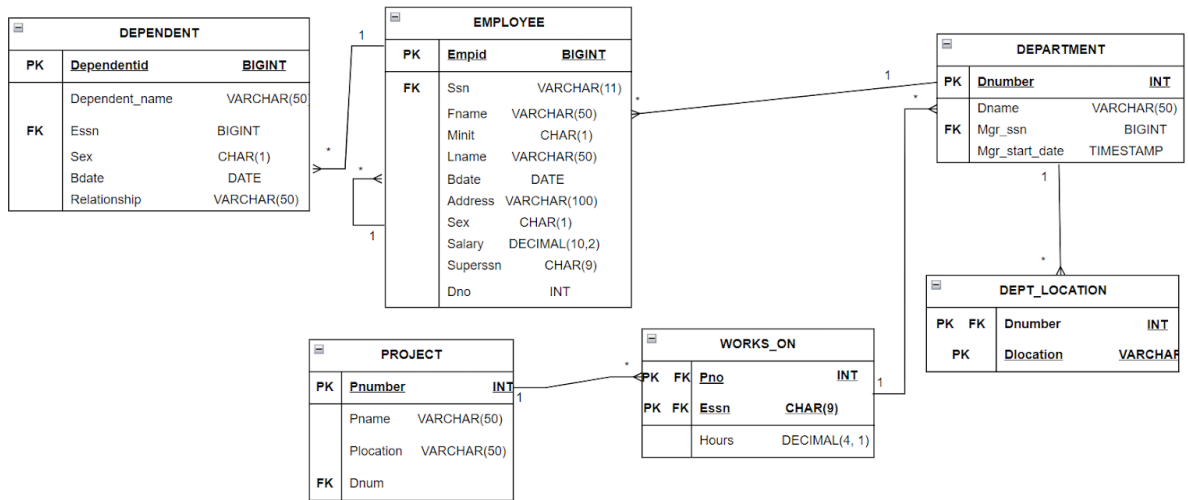 DEPENDENT
PK Dependentid BIGINT
Dependent_name VARCHAR(50)
FK Essn BIGINT
Sex CHAR(1)
Bdate DATE
Relationship VARCHAR(50)
1
*
*
1
EMPLOYEE
PK Empid BIGINT
FK Ssn VARCHAR(11)
Fname VARCHAR(50)
Minit CHAR(1)
Lname VARCHAR(50)
Bdate DATE
Address VARCHAR(100)
Sex CHAR(1)
Salary DECIMAL(10,2)
Superssn CHAR(9)
Dno INT
*
1
*
DEPARTMENT
PK Dnumber INT
Dname VARCHAR(50)
FK Mgr_ssn BIGINT
Mgr_start_date TIMESTAMP
1
*
DEPT_LOCATION
PK FK Dnumber INT
PK Dlocation VARCHAR
PROJECT
PK Pnumber INT
Pname VARCHAR(50)
Plocation VARCHAR(50)
FK Dnum
1
*
WORKS_ON
PK FK Pno INT
PK FK Essn CHAR(9)
Hours DECIMAL(4, 1)
1